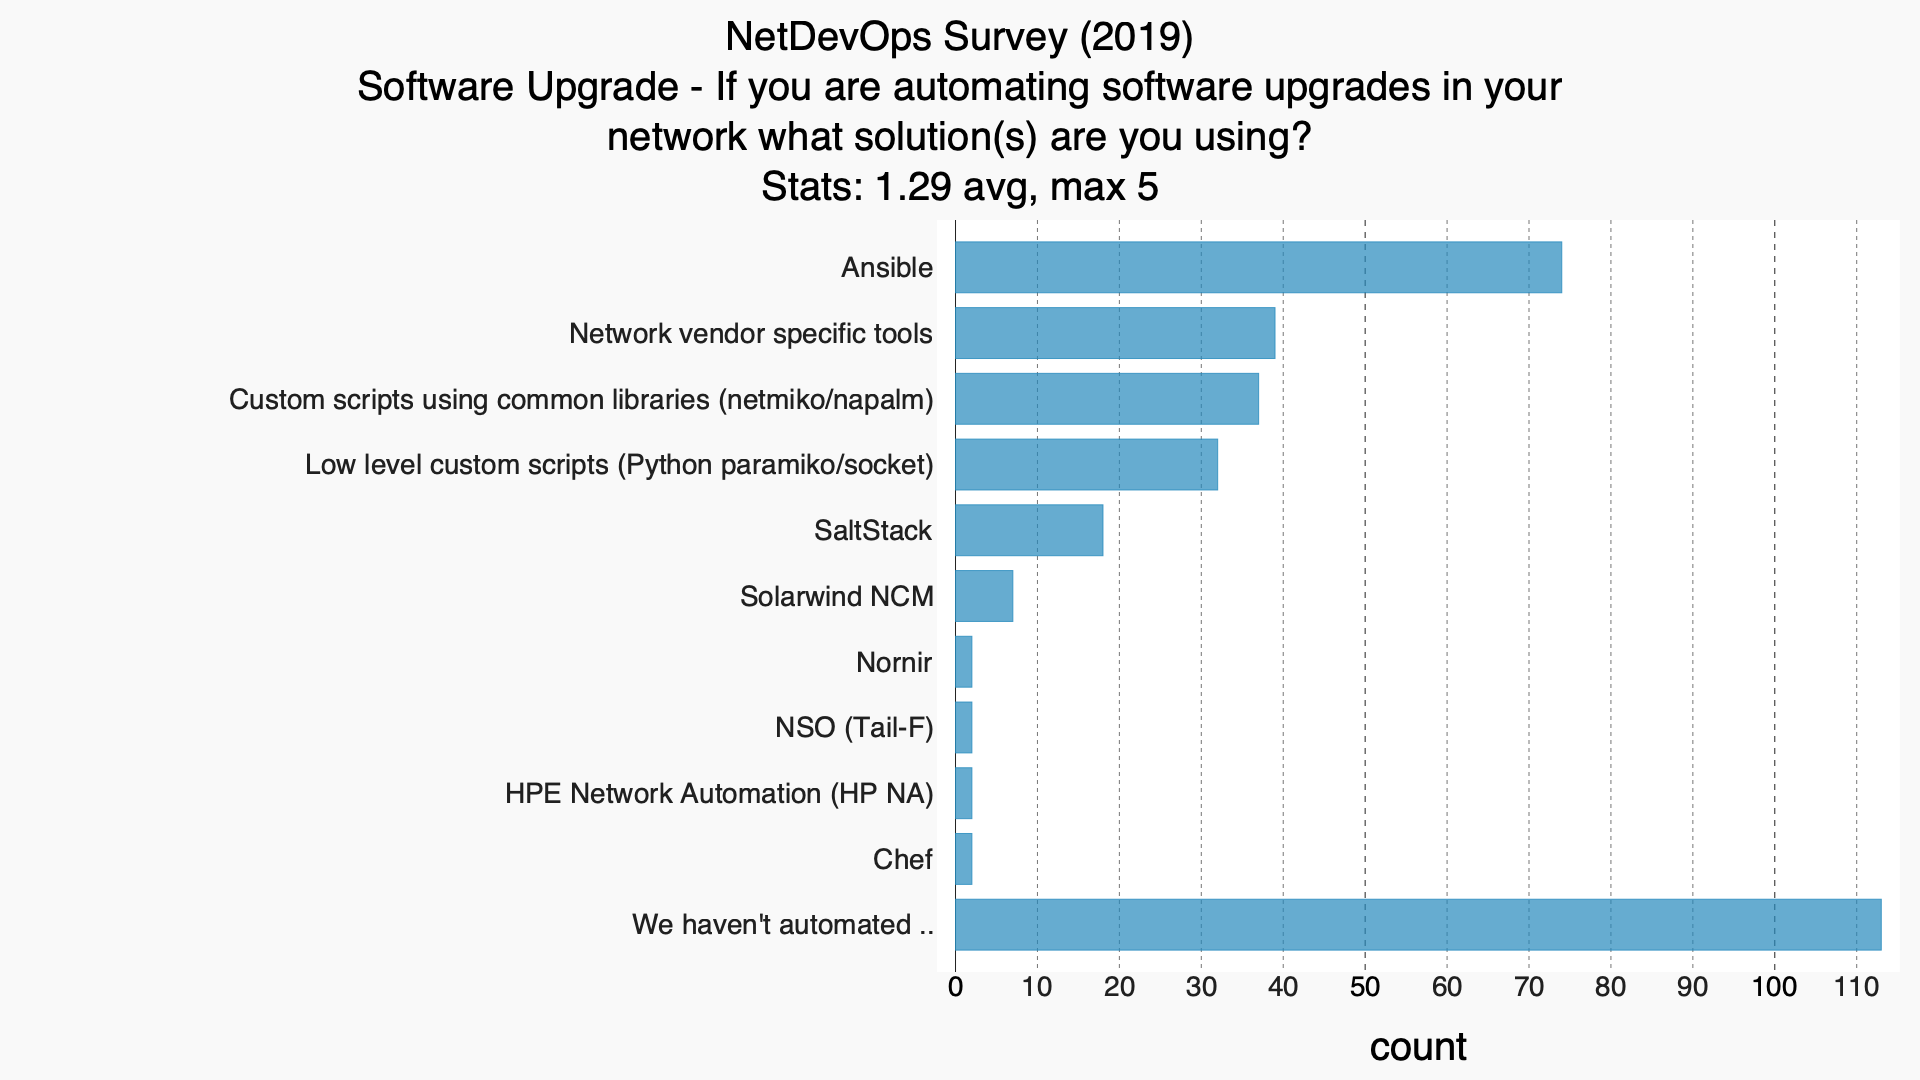 NetDevOps Survey (2019)
Software Upgrade - If you are automating software upgrades in your
network what solution(s) are you using?
Stats: 1.29 avg, max 5
Ansible
Network vendor specific tools
Custom scripts using common libraries (netmiko/napalm)
Low level custom scripts (Python paramiko/socket)
SaltStack
Solarwind NCM
Nornir
NSO (Tail-F)
HPE Network Automation (HP NA)
Chef
We haven't automated ..
0 10 20 30 40 50 60 70 80 90 100 110
count